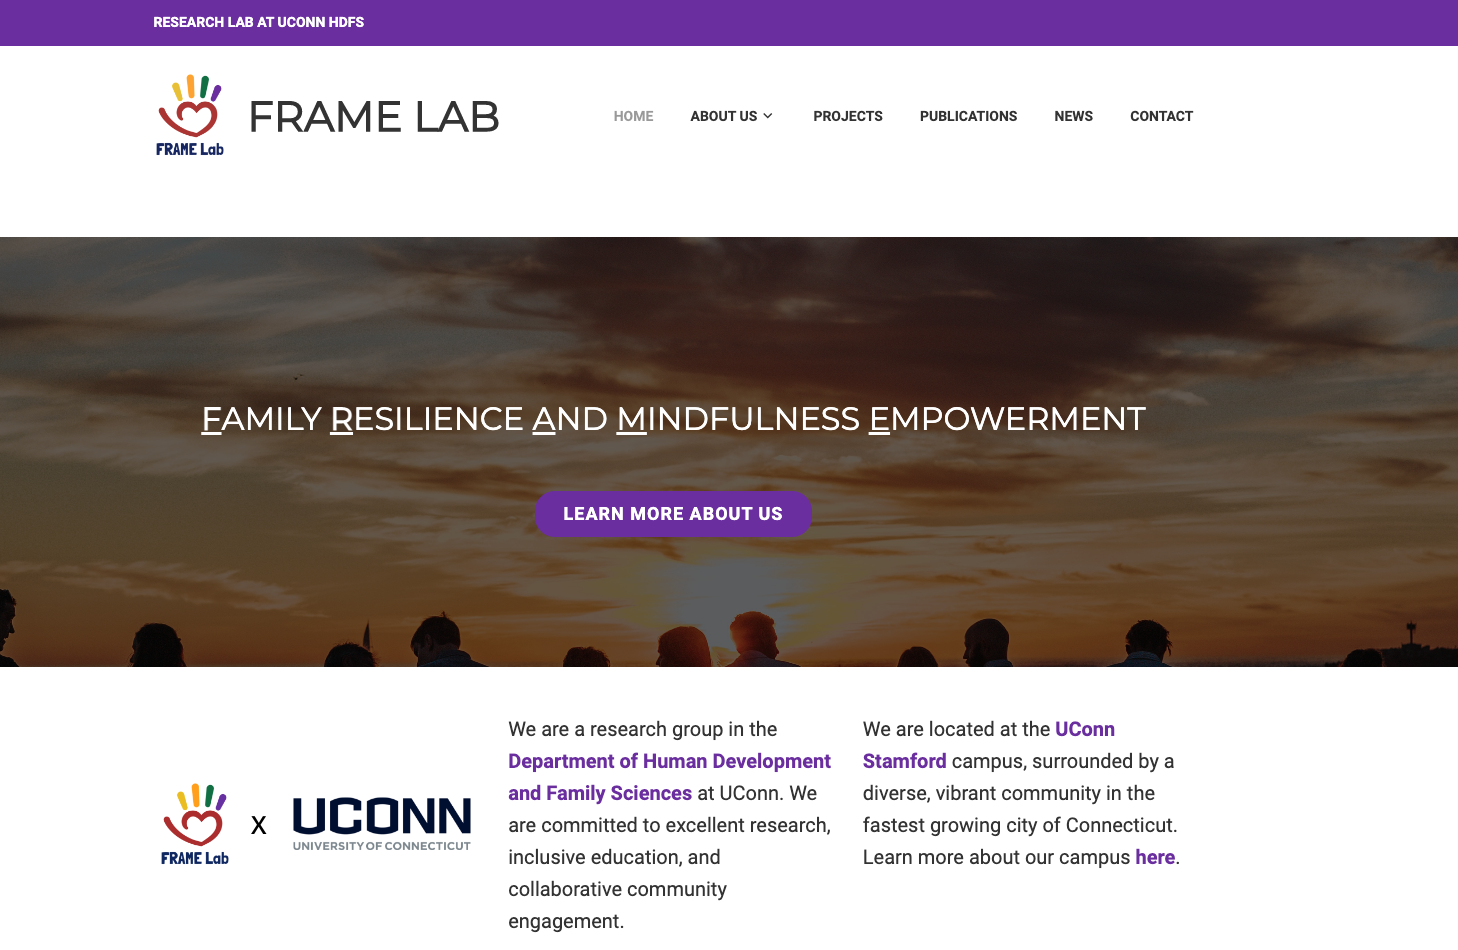 RESEARCH LAB AT UCONN HDFS
FRAME Lab
FRAME LAB
HOME
ABOUT US
PROJECTS
PUBLICATIONS
NEWS
CONTACT
FAMILY RESILIENCE AND MINDFULNESS EMPOWERMENT
LEARN MORE ABOUT US
FRAME Lab
X
UCONN
UNIVERSITY OF CONNECTICUT
We are a research group in the
Department of Human Development
and Family Sciences at UConn. We
are committed to excellent research,
inclusive education, and
collaborative community
engagement.
We are located at the UConn
Stamford campus, surrounded by a
diverse, vibrant community in the
fastest growing city of Connecticut.
Learn more about our campus here.